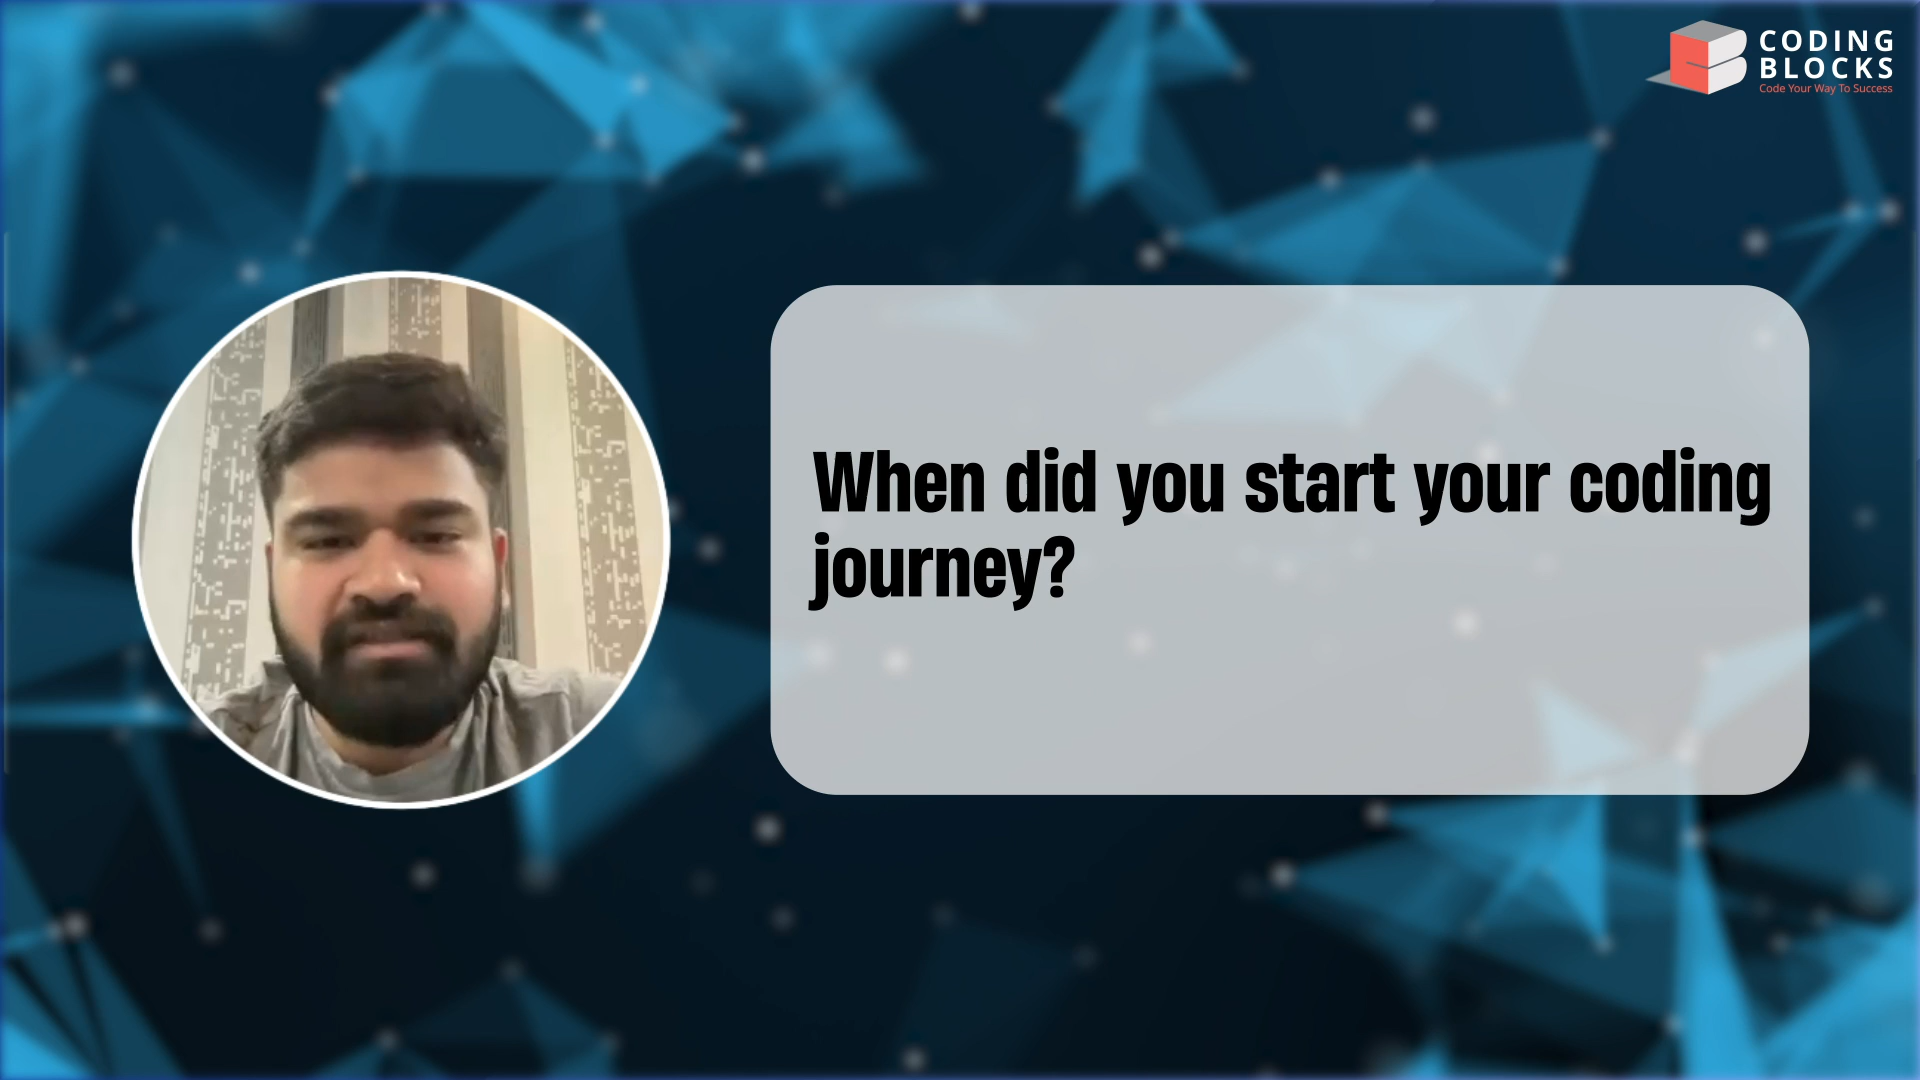 CODING
BLOCKS
Code Your Way To Success
When did you start your coding
journey?